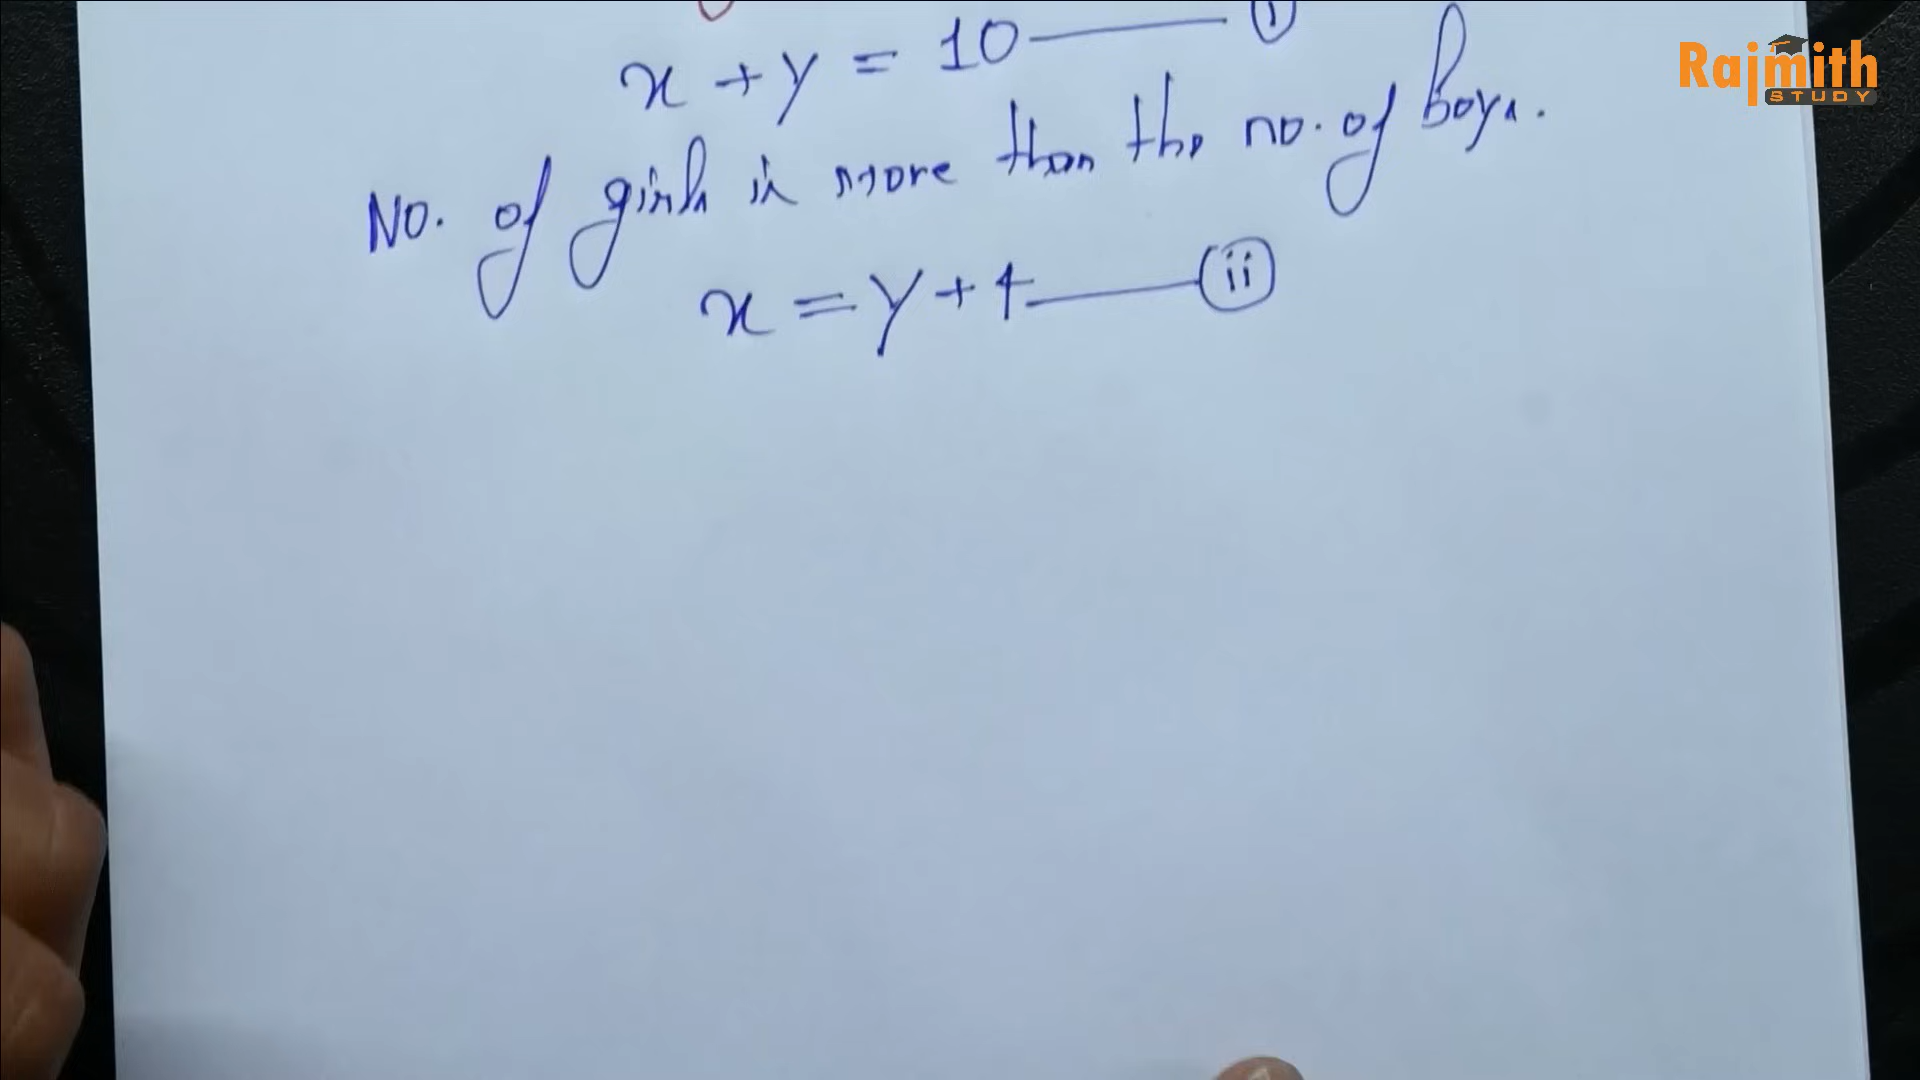 x + y = 10 —— (i)
No. of girls is more than the no. of boys.
x = y + 4 —— (ii)
Rajmith
STUDY